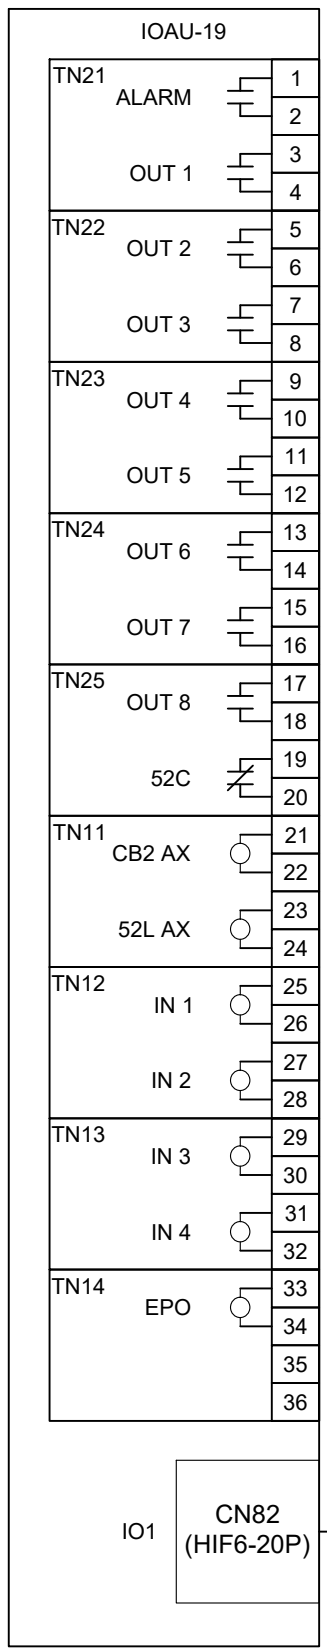 IOAU-19
TN21
ALARM
1
2
OUT 1
3
4
TN22
OUT 2
5
6
OUT 3
7
8
TN23
OUT 4
9
10
OUT 5
11
12
TN24
OUT 6
13
14
OUT 7
15
16
TN25
OUT 8
17
18
52C
19
20
TN11
CB2 AX
21
22
52L AX
23
24
TN12
IN 1
25
26
IN 2
27
28
TN13
IN 3
29
30
IN 4
31
32
TN14
EPO
33
34
35
36
IO1
CN82
(HIF6-20P)